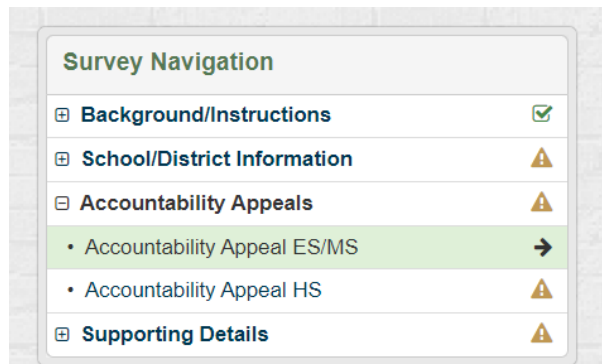 Survey Navigation
Background/Instructions
School/District Information
Accountability Appeals
• Accountability Appeal ES/MS
• Accountability Appeal HS
Supporting Details